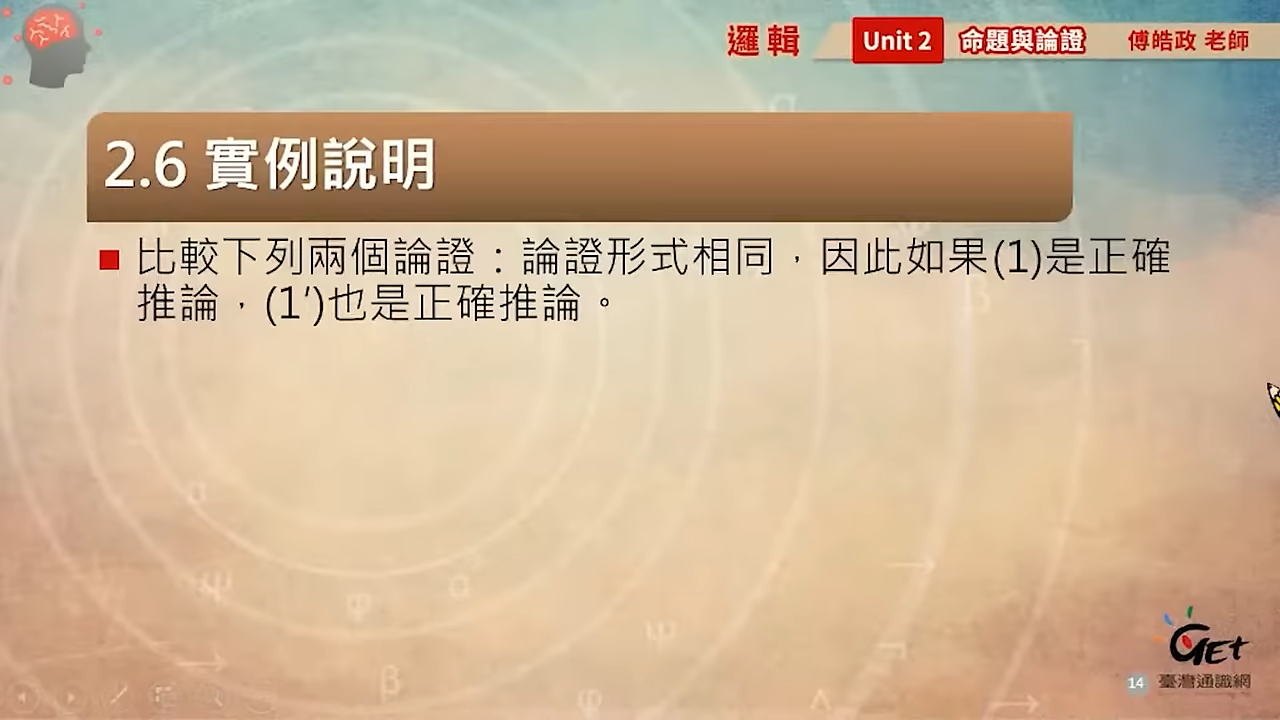 邏輯 Unit 2 命題與論證 傅皓政 老師
2.6 實例說明
比較下列兩個論證：論證形式相同，因此如果(1)是正確
推論，(1′)也是正確推論。
GET
14 臺灣通識網